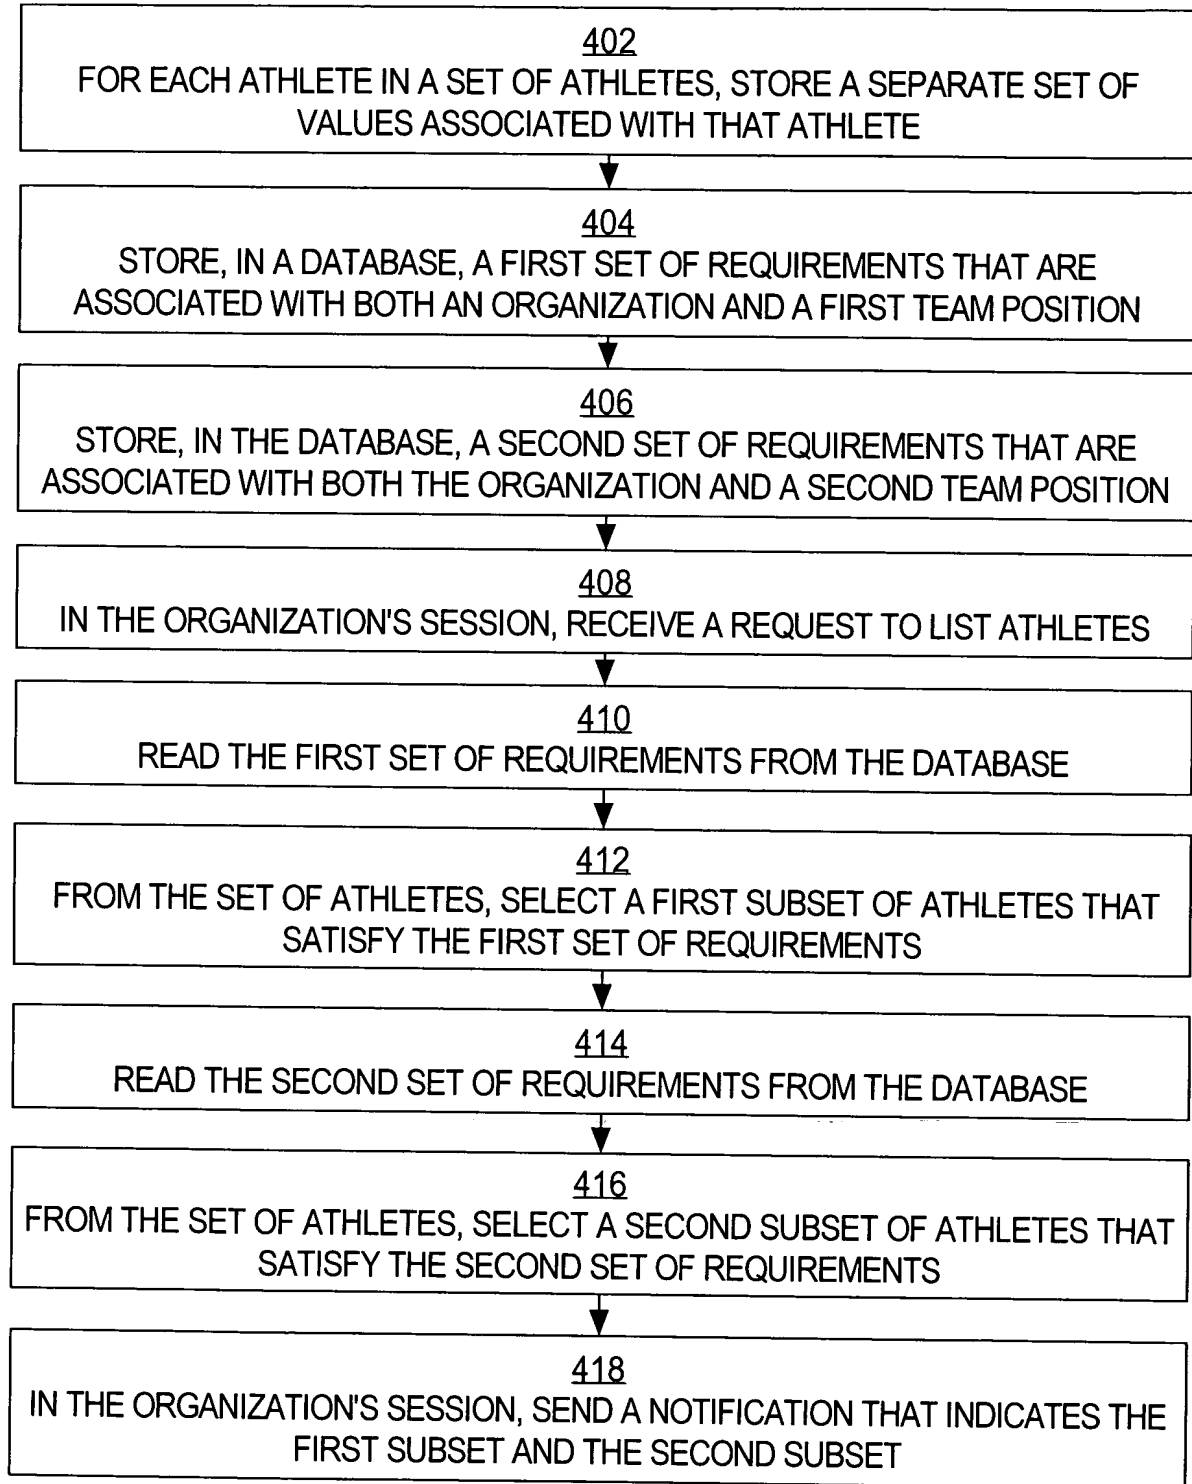 402
FOR EACH ATHLETE IN A SET OF ATHLETES, STORE A SEPARATE SET OF
VALUES ASSOCIATED WITH THAT ATHLETE
404
STORE, IN A DATABASE, A FIRST SET OF REQUIREMENTS THAT ARE
ASSOCIATED WITH BOTH AN ORGANIZATION AND A FIRST TEAM POSITION
406
STORE, IN THE DATABASE, A SECOND SET OF REQUIREMENTS THAT ARE
ASSOCIATED WITH BOTH THE ORGANIZATION AND A SECOND TEAM POSITION
408
IN THE ORGANIZATION'S SESSION, RECEIVE A REQUEST TO LIST ATHLETES
410
READ THE FIRST SET OF REQUIREMENTS FROM THE DATABASE
412
FROM THE SET OF ATHLETES, SELECT A FIRST SUBSET OF ATHLETES THAT
SATISFY THE FIRST SET OF REQUIREMENTS
414
READ THE SECOND SET OF REQUIREMENTS FROM THE DATABASE
416
FROM THE SET OF ATHLETES, SELECT A SECOND SUBSET OF ATHLETES THAT
SATISFY THE SECOND SET OF REQUIREMENTS
418
IN THE ORGANIZATION'S SESSION, SEND A NOTIFICATION THAT INDICATES THE
FIRST SUBSET AND THE SECOND SUBSET